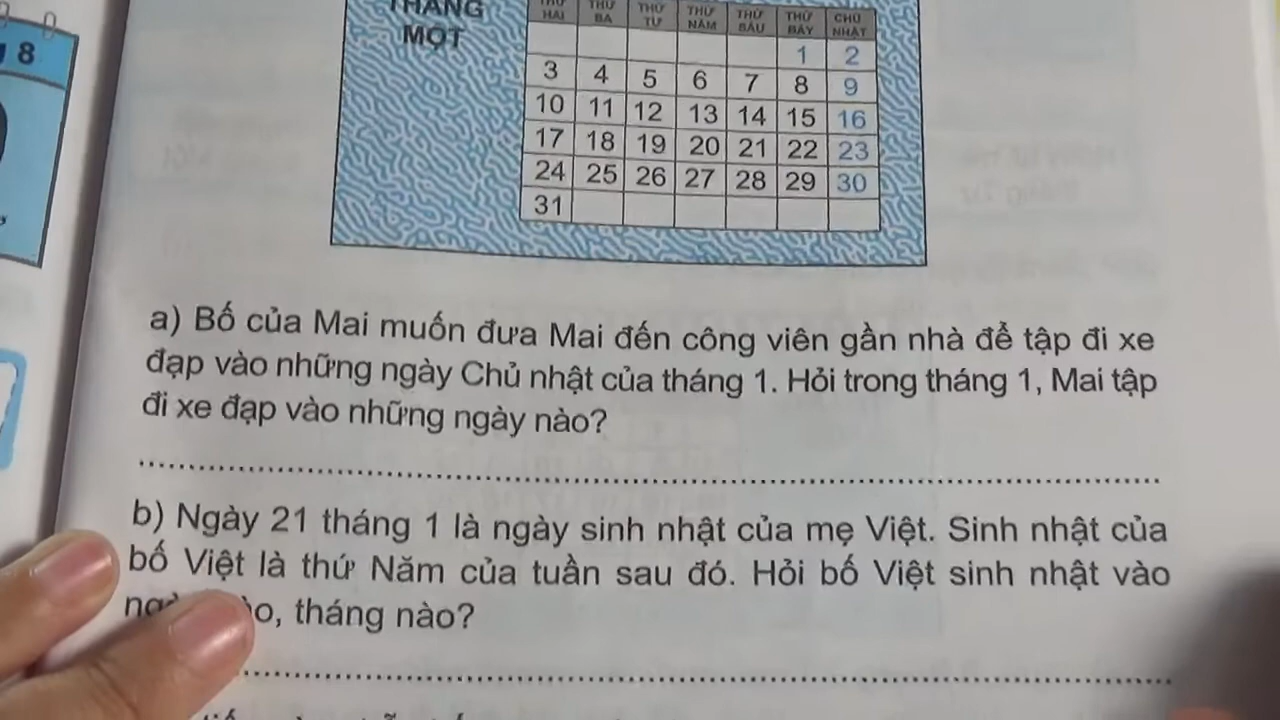 8
THÁNG
MỘT
THỨ HAI THỨ BA THỨ TƯ THỨ NĂM THỨ SÁU THỨ BẢY CHỦ NHẬT
1 2
3 4 5 6 7 8 9
10 11 12 13 14 15 16
17 18 19 20 21 22 23
24 25 26 27 28 29 30
31
a) Bố của Mai muốn đưa Mai đến công viên gần nhà để tập đi xe
đạp vào những ngày Chủ nhật của tháng 1. Hỏi trong tháng 1, Mai tập
đi xe đạp vào những ngày nào?
b) Ngày 21 tháng 1 là ngày sinh nhật của mẹ Việt. Sinh nhật của
bố Việt là thứ Năm của tuần sau đó. Hỏi bố Việt sinh nhật vào
tháng nào?